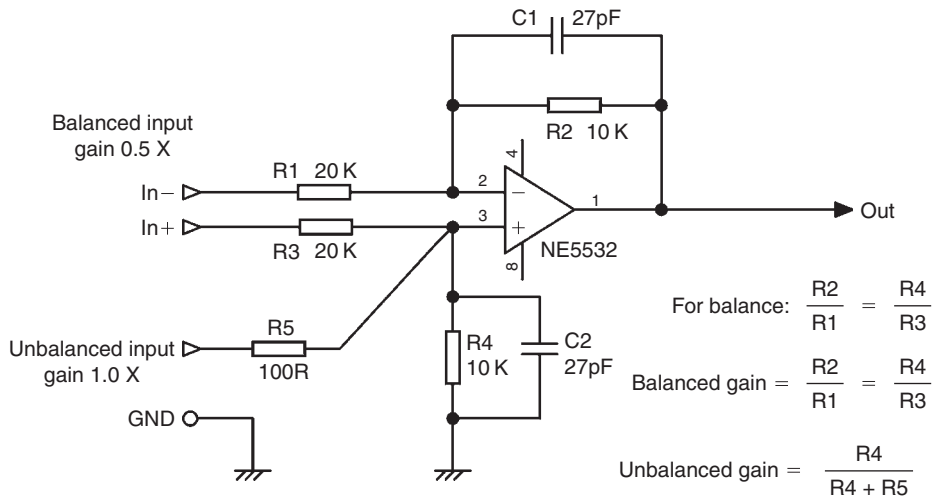 C1 27pF
R2 10 K
Balanced input
gain 0.5 X
R1 20 K
In−
2
4
−
1
Out
In+
3
+
R3 20 K
8
NE5532
For balance: R2/R1 = R4/R3
R5
100R
Unbalanced input
gain 1.0 X
R4
10 K
C2
27pF
Balanced gain = R2/R1 = R4/R3
GND
Unbalanced gain = R4/R4 + R5